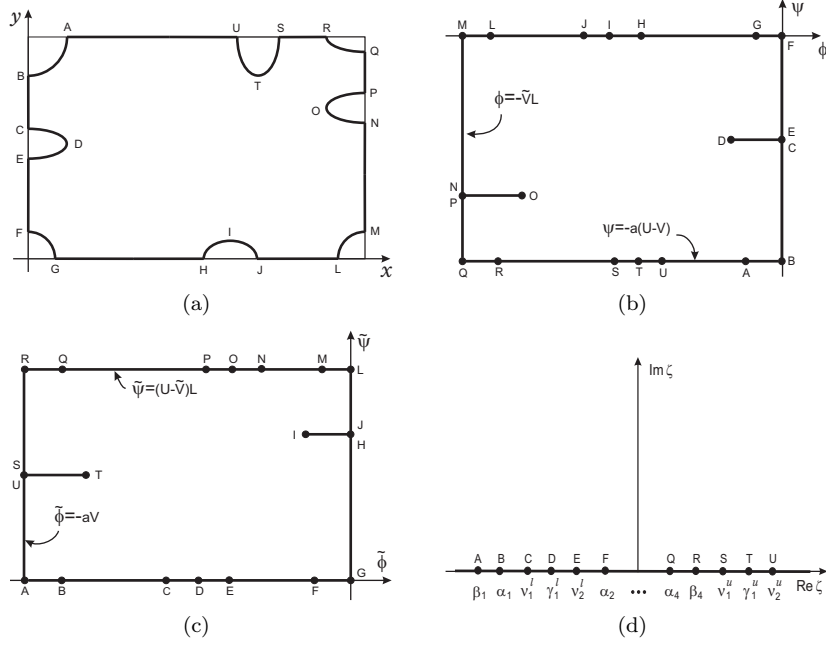 y
A U S R
Q
B
T
P
O
C
N
D
E
F I M
G H J L x
(a)
ψ
M L J I H G
F ϕ
ϕ=-ṼL
D E
C
N
P O
ψ=-a(U-V)
Q R S T U A B
(b)
ψ̃
R Q P O N M
L
ψ̃=(U-Ṽ)L
I J
H
S
U T
ϕ̃=-aV
ϕ̃
G
A B C D E F
(c)
Im ζ
A B C D E F Q R S T U
β₁ α₁ ν₁ˡ γ₁ˡ ν₂ˡ α₂ ••• α₄ β₄ ν₁ᵘ γ₁ᵘ ν₂ᵘ Re ζ
(d)